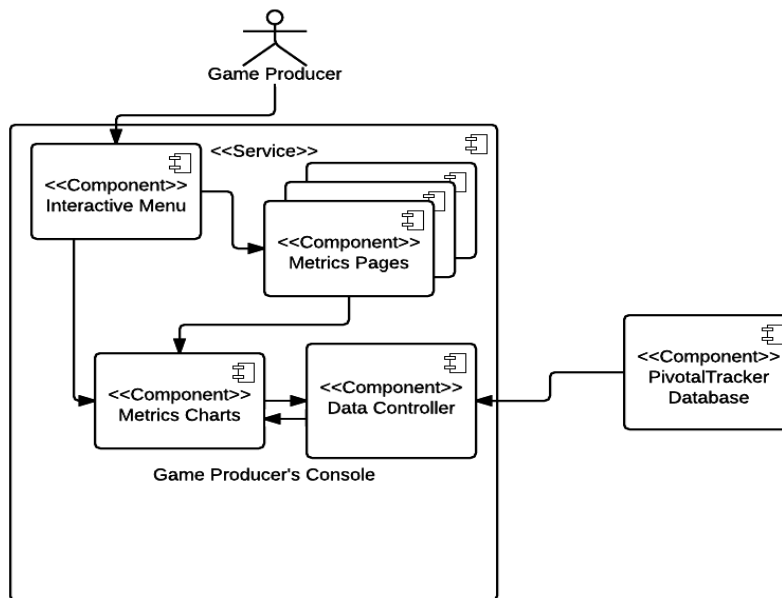 Game Producer
<<Service>>
<<Component>>
Interactive Menu
<<Component>>
Metrics Pages
<<Component>>
PivotalTracker
Database
<<Component>>
Metrics Charts
<<Component>>
Data Controller
Game Producer's Console